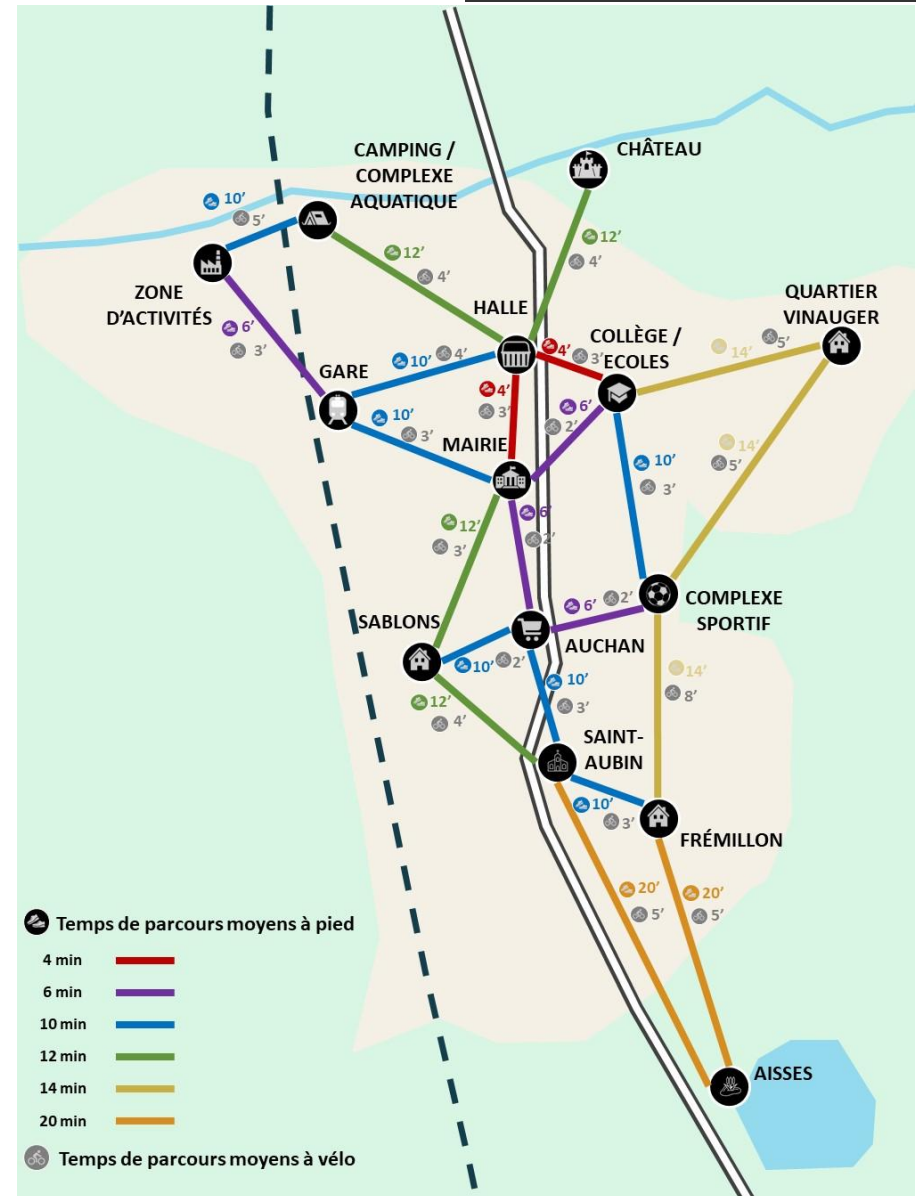 CHÂTEAU
CAMPING /
COMPLEXE
AQUATIQUE
10'
5'
12'
4'
12'
4'
ZONE
D'ACTIVITÉS
HALLE
QUARTIER
VINAUGER
COLLÈGE /
ECOLES
6'
3'
GARE
10'
4'
4'
3'
14'
5'
4'
3'
10'
3'
6'
2'
MAIRIE
14'
5'
10'
3'
12'
3'
6'
2'
SABLONS
6'
2'
COMPLEXE
SPORTIF
AUCHAN
10'
2'
10'
3'
14'
8'
12'
4'
SAINT-
AUBIN
10'
3'
FRÉMILLON
20'
5'
20'
5'
AISSES
Temps de parcours moyens à pied
4 min
6 min
10 min
12 min
14 min
20 min
Temps de parcours moyens à vélo